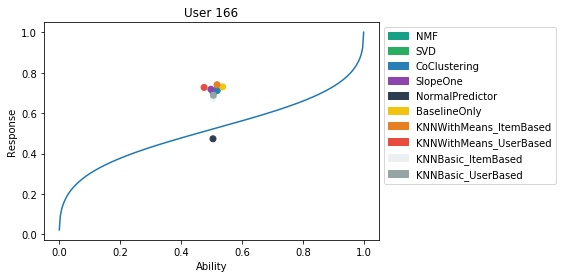 User 166
1.0
0.8
0.6
0.4
0.2
0.0
Response
0.0 0.2 0.4 0.6 0.8 1.0
Ability
NMF
SVD
CoClustering
SlopeOne
NormalPredictor
BaselineOnly
KNNWithMeans_ItemBased
KNNWithMeans_UserBased
KNNBasic_ItemBased
KNNBasic_UserBased